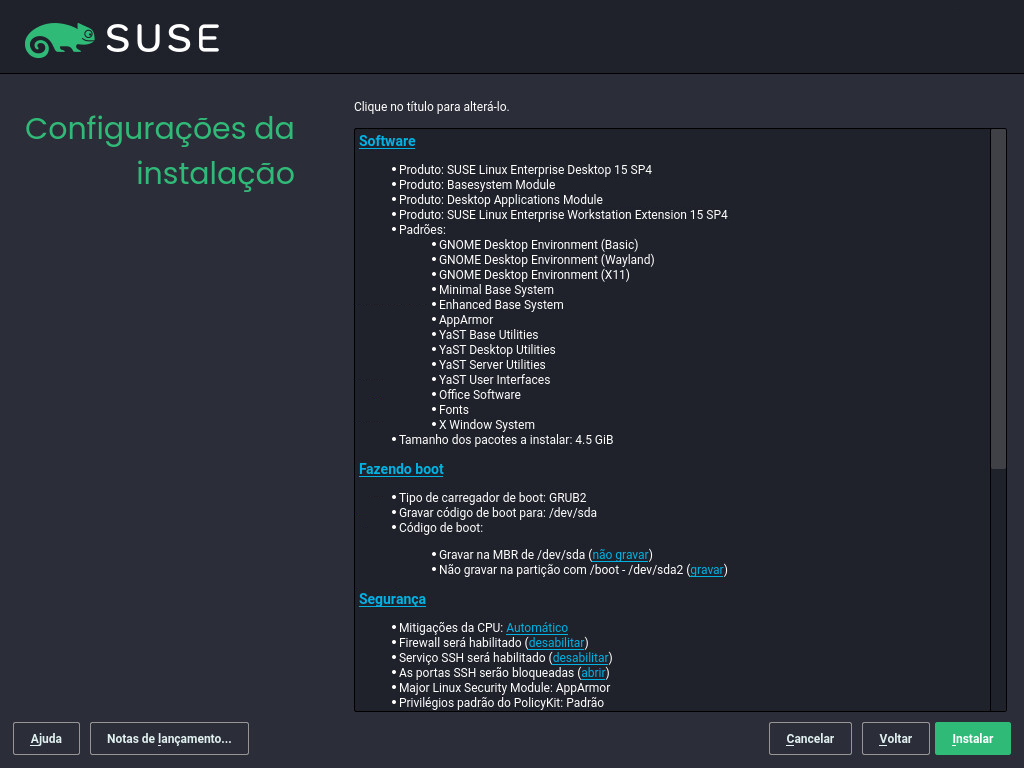 SUSE
Configurações da
instalação
Clique no título para alterá-lo.
Software
• Produto: SUSE Linux Enterprise Desktop 15 SP4
• Produto: Basesystem Module
• Produto: Desktop Applications Module
• Produto: SUSE Linux Enterprise Workstation Extension 15 SP4
• Padrões:
• GNOME Desktop Environment (Basic)
• GNOME Desktop Environment (Wayland)
• GNOME Desktop Environment (X11)
• Minimal Base System
• Enhanced Base System
• AppArmor
• YaST Base Utilities
• YaST Desktop Utilities
• YaST Server Utilities
• YaST User Interfaces
• Office Software
• Fonts
• X Window System
• Tamanho dos pacotes a instalar: 4.5 GiB
Fazendo boot
• Tipo de carregador de boot: GRUB2
• Gravar código de boot para: /dev/sda
• Código de boot:
• Gravar na MBR de /dev/sda (não gravar)
• Não gravar na partição com /boot - /dev/sda2 (gravar)
Segurança
• Mitigações da CPU: Automático
• Firewall será habilitado (desabilitar)
• Serviço SSH será habilitado (desabilitar)
• As portas SSH serão bloqueadas (abrir)
• Major Linux Security Module: AppArmor
• Privilégios padrão do PolicyKit: Padrão
Ajuda Notas de lançamento... Cancelar Voltar Instalar